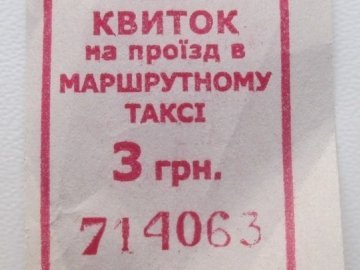 КВИТОК
на проїзд в
МАРШРУТНОМУ
ТАКСІ
3 грн.
714063